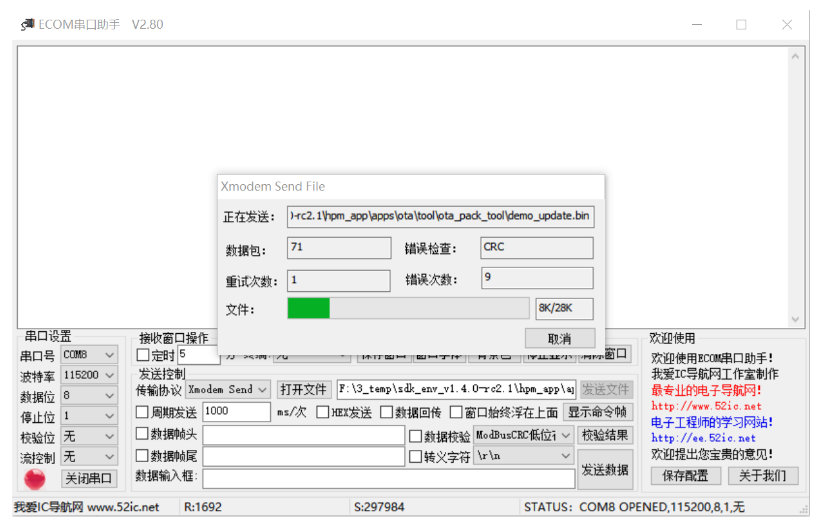 ECOM串口助手 V2.80
Xmodem Send File
正在发送: )-rc2.1\hpm_app\apps\ota\tool\ota_pack_tool\demo_update.bin
数据包: 71 错误检查: CRC
重试次数: 1 错误次数: 9
文件: 8K/28K
取消
串口设置
串口号 COM8
波特率 115200
数据位 8
停止位 1
校验位 无
流控制 无
关闭串口
接收窗口操作
定时 5
清除窗口
发送控制
传输协议 Xmodem Send 打开文件 F:\3_temp\sdk_env_v1.4.0-rc2.1\hpm_app\ap 发送文件
周期发送 1000 ms/次 HEX发送 数据回传 窗口始终浮在上面 显示命令帧
数据帧头 数据校验 ModBusCRC低位 校验结果
数据帧尾 转义字符 \r\n
数据输入框: 发送数据
欢迎使用
欢迎使用ECOM串口助手!
我爱IC导航网工作室制作
最专业的电子导航网!
http://www.52ic.net
电子工程师的学习网站!
http://ee.52ic.net
欢迎提出您宝贵的意见!
保存配置 关于我们
我爱IC导航网 www.52ic.net R:1692 S:297984 STATUS: COM8 OPENED,115200,8,1,无